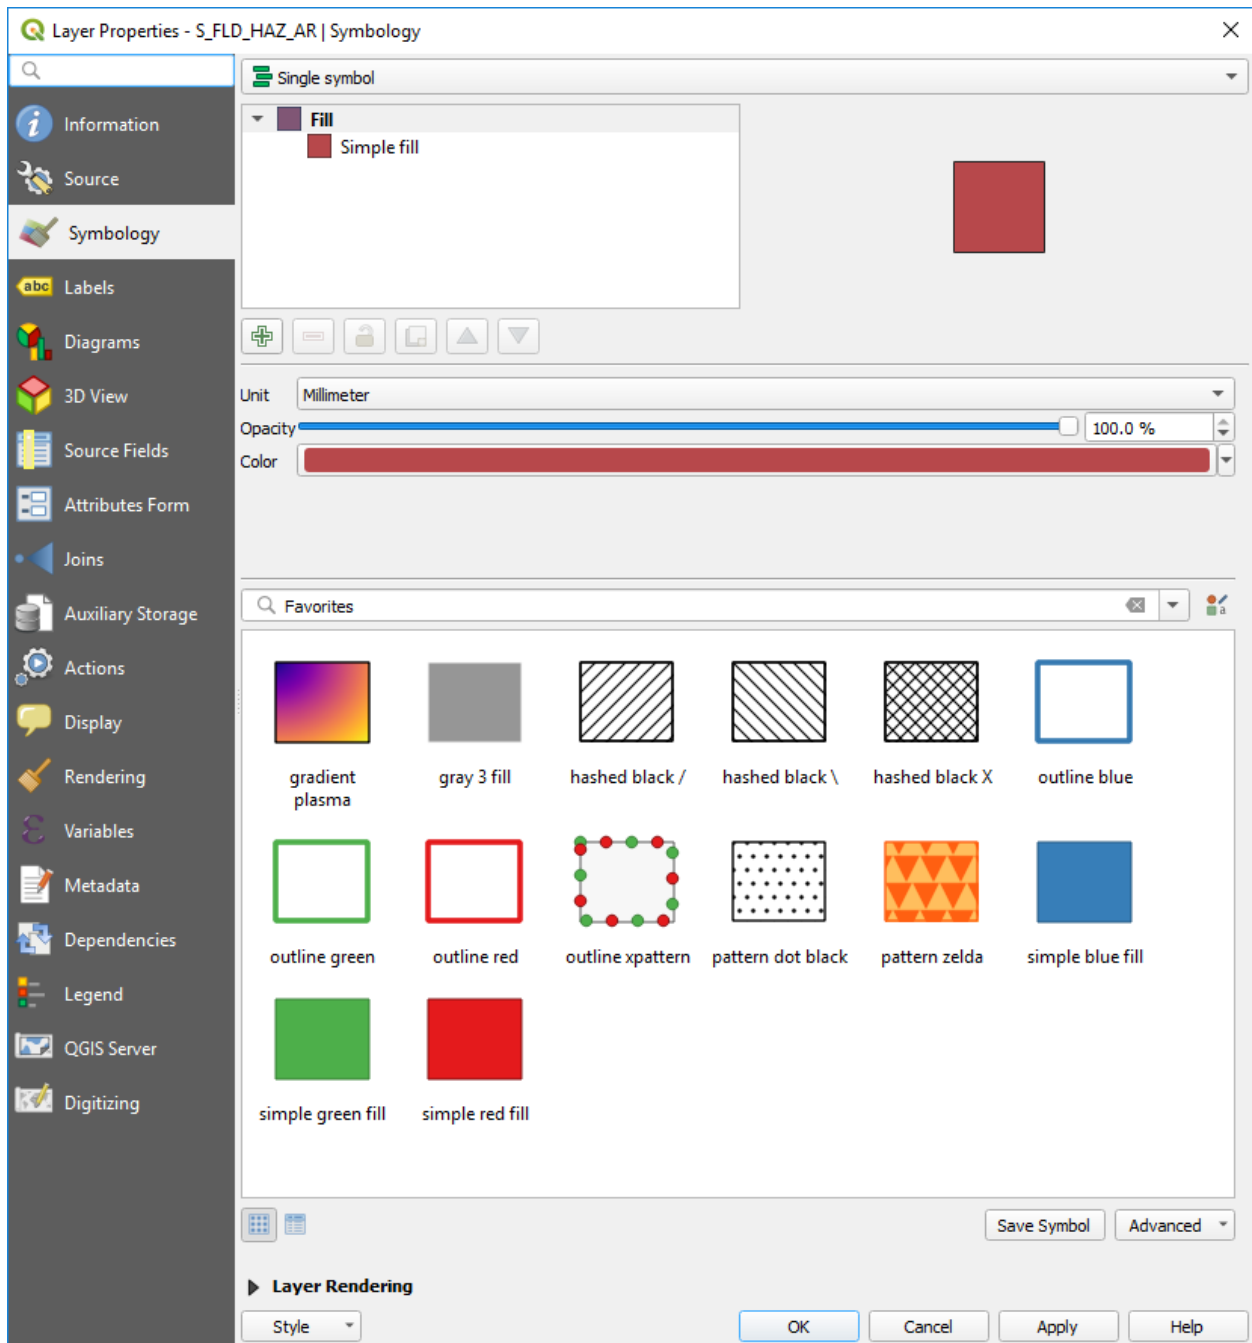 Layer Properties - S_FLD_HAZ_AR | Symbology
Information
Source
Symbology
abc Labels
Diagrams
3D View
Source Fields
Attributes Form
Joins
Auxiliary Storage
Actions
Display
Rendering
Variables
Metadata
Dependencies
Legend
QGIS Server
Digitizing
Single symbol
Fill
Simple fill
Unit Millimeter
Opacity 100.0 %
Color
Favorites
a
gradient
plasma
gray 3 fill
hashed black /
hashed black \
hashed black X
outline blue
outline green
outline red
outline xpattern
pattern dot black
pattern zelda
simple blue fill
simple green fill
simple red fill
Save Symbol
Advanced
Layer Rendering
Style
OK
Cancel
Apply
Help